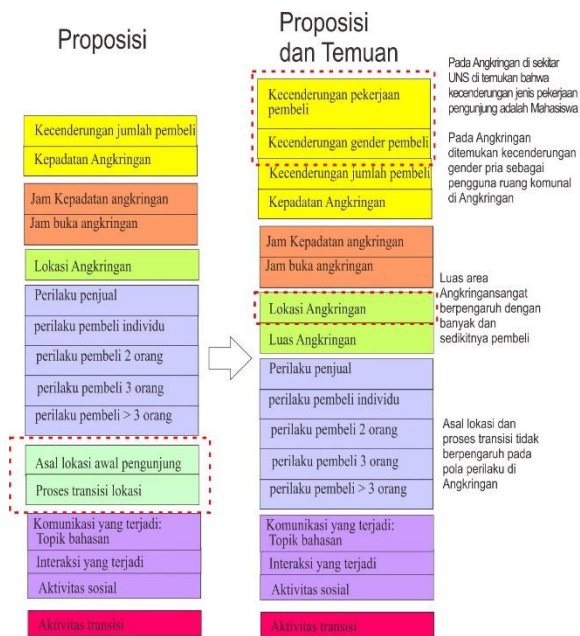 Proposisi
Kecenderungan jumlah pembeli
Kepadatan Angkringan
Jam Kepadatan angkringan
Jam buka angkringan
Lokasi Angkringan
Perilaku penjual
perilaku pembeli individu
perilaku pembeli 2 orang
perilaku pembeli 3 orang
perilaku pembeli > 3 orang
Asal lokasi awal pengunjung
Proses transisi lokasi
Komunikasi yang terjadi:
Topik bahasan
Interaksi yang terjadi
Aktivitas sosial
Aktivitas transisi
Proposisi
dan Temuan
Kecenderungan pekerjaan
pembeli
Kecenderungan gender pembeli
Kecenderungan jumlah pembeli
Kepadatan Angkringan
Jam Kepadatan angkringan
Jam buka angkringan
Lokasi Angkringan
Luas Angkringan
Perilaku penjual
perilaku pembeli individu
perilaku pembeli 2 orang
perilaku pembeli 3 orang
perilaku pembeli > 3 orang
Komunikasi yang terjadi:
Topik bahasan
Interaksi yang terjadi
Aktivitas sosial
Aktivitas transisi
Pada Angkringan di sekitar
UNS di temukan bahwa
kecenderungan jenis pekerjaan
pengunjung adalah Mahasiswa
Pada Angkringan
ditemukan kecenderungan
gender pria sebagai
pengguna ruang komunal
di Angkringan
Luas area
Angkringansangat
berpengaruh dengan
banyak dan
sedikitnya pembeli
Asal lokasi dan
proses transisi tidak
berpengaruh pada
pola perilaku di
Angkringan